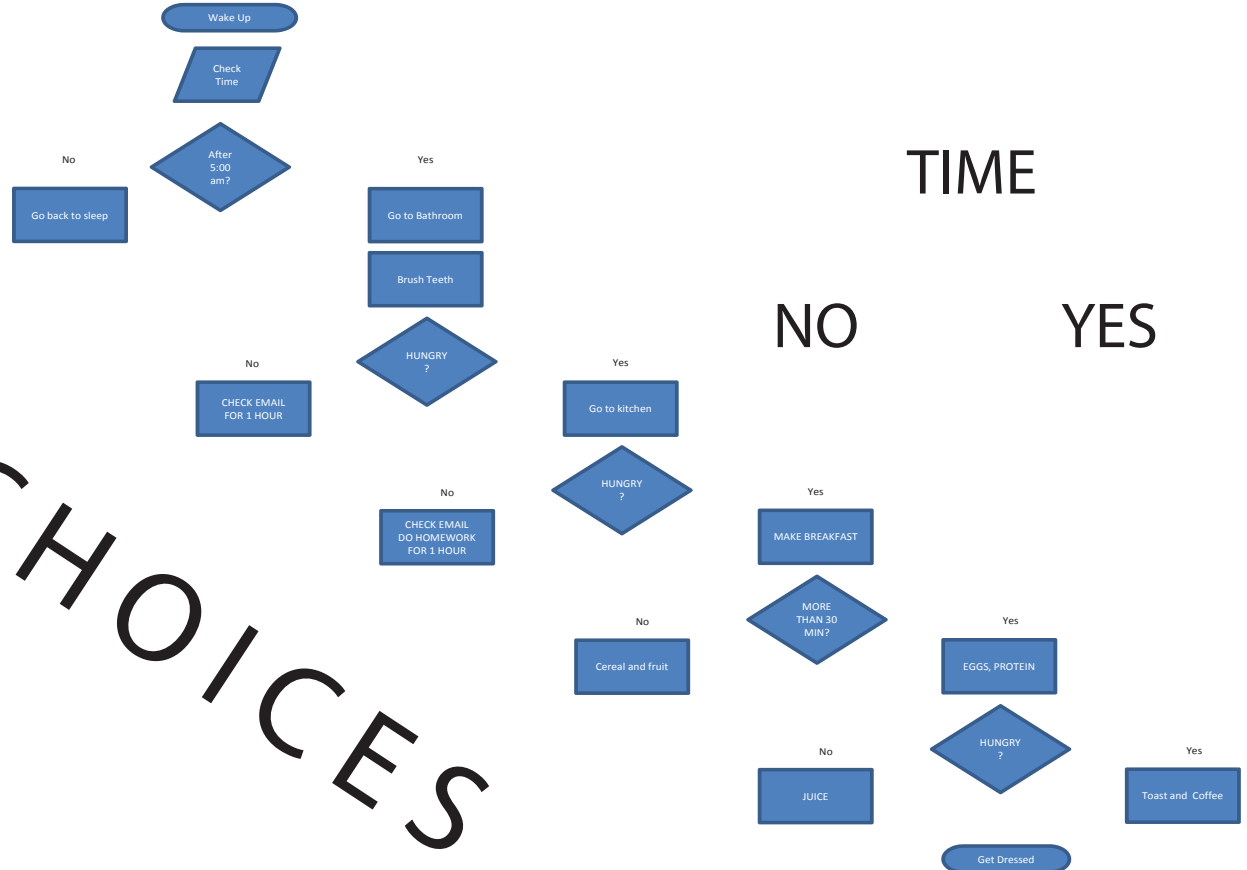 Wake Up
Check
Time
After
5:00
am?
No
Yes
Go back to sleep
Go to Bathroom
Brush Teeth
HUNGRY
?
No
Yes
CHECK EMAIL
FOR 1 HOUR
Go to kitchen
HUNGRY
?
No
Yes
CHECK EMAIL
DO HOMEWORK
FOR 1 HOUR
MAKE BREAKFAST
MORE
THAN 30
MIN?
No
Yes
Cereal and fruit
EGGS, PROTEIN
HUNGRY
?
No
Yes
JUICE
Toast and Coffee
Get Dressed
TIME
NO
YES
CHOICES